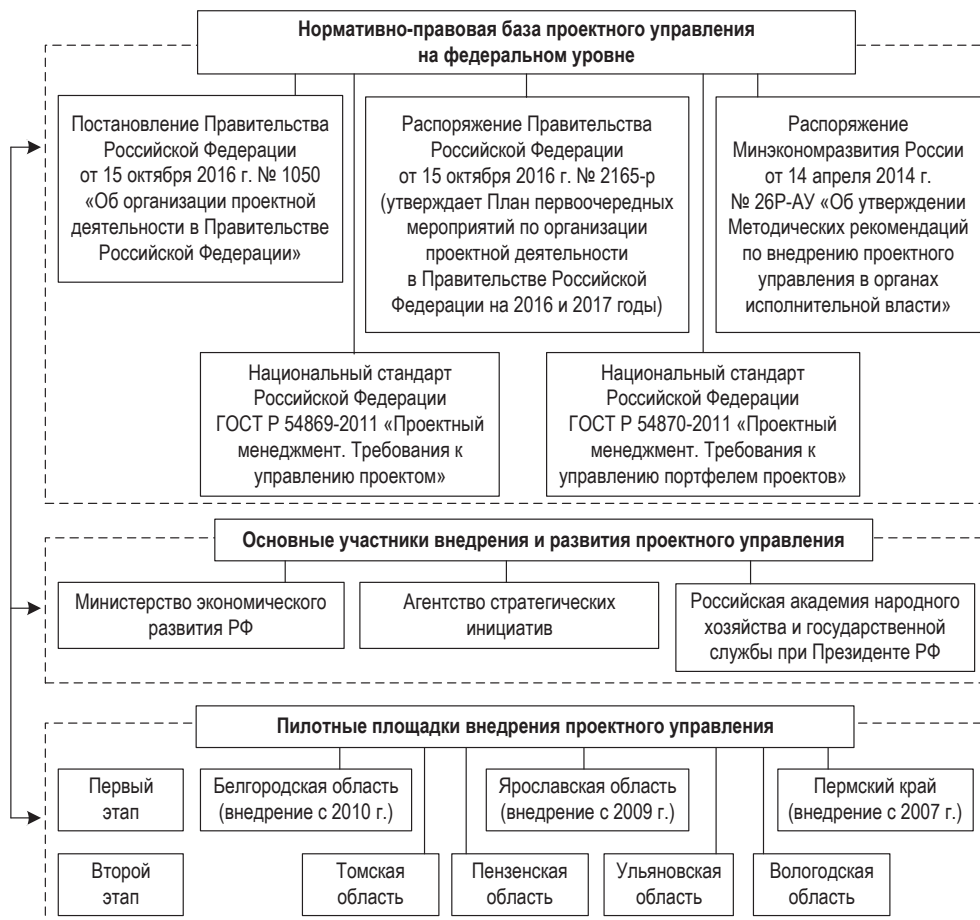 Нормативно-правовая база проектного управления
на федеральном уровне
Постановление Правительства
Российской Федерации
от 15 октября 2016 г. № 1050
«Об организации проектной
деятельности в Правительстве
Российской Федерации»
Распоряжение Правительства
Российской Федерации
от 15 октября 2016 г. № 2165-р
(утверждает План первоочередных
мероприятий по организации
проектной деятельности
в Правительстве Российской
Федерации на 2016 и 2017 годы)
Распоряжение
Минэкономразвития России
от 14 апреля 2014 г.
№ 26Р-АУ «Об утверждении
Методических рекомендаций
по внедрению проектного
управления в органах
исполнительной власти»
Национальный стандарт
Российской Федерации
ГОСТ Р 54869-2011 «Проектный
менеджмент. Требования к
управлению проектом»
Национальный стандарт
Российской Федерации
ГОСТ Р 54870-2011 «Проектный
менеджмент. Требования к
управлению портфелем проектов»
Основные участники внедрения и развития проектного управления
Министерство экономического
развития РФ
Агентство стратегических
инициатив
Российская академия народного
хозяйства и государственной
службы при Президенте РФ
Пилотные площадки внедрения проектного управления
Первый
этап
Белгородская область
(внедрение с 2010 г.)
Ярославская область
(внедрение с 2009 г.)
Пермский край
(внедрение с 2007 г.)
Второй
этап
Томская
область
Пензенская
область
Ульяновская
область
Вологодская
область